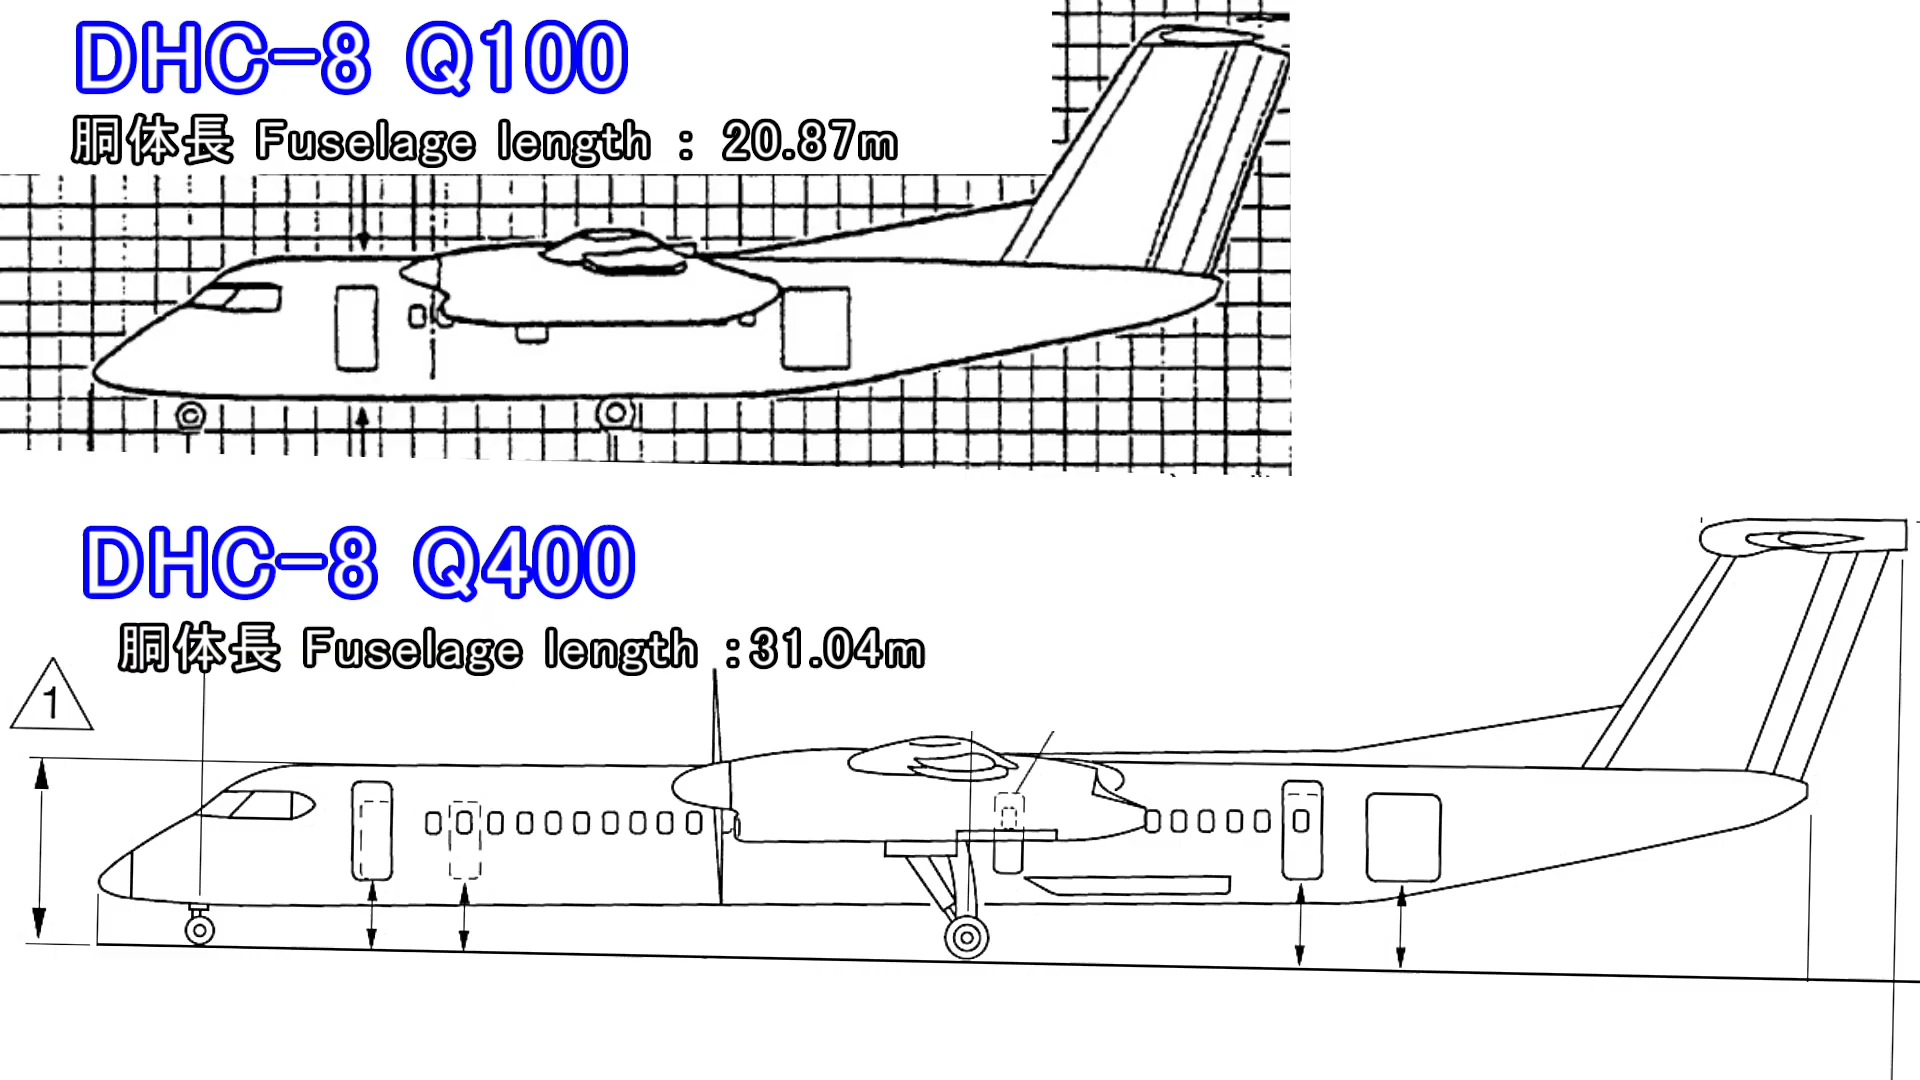 DHC-8 Q100
胴体長 Fuselage length : 20.87m
DHC-8 Q400
胴体長 Fuselage length :31.04m
1